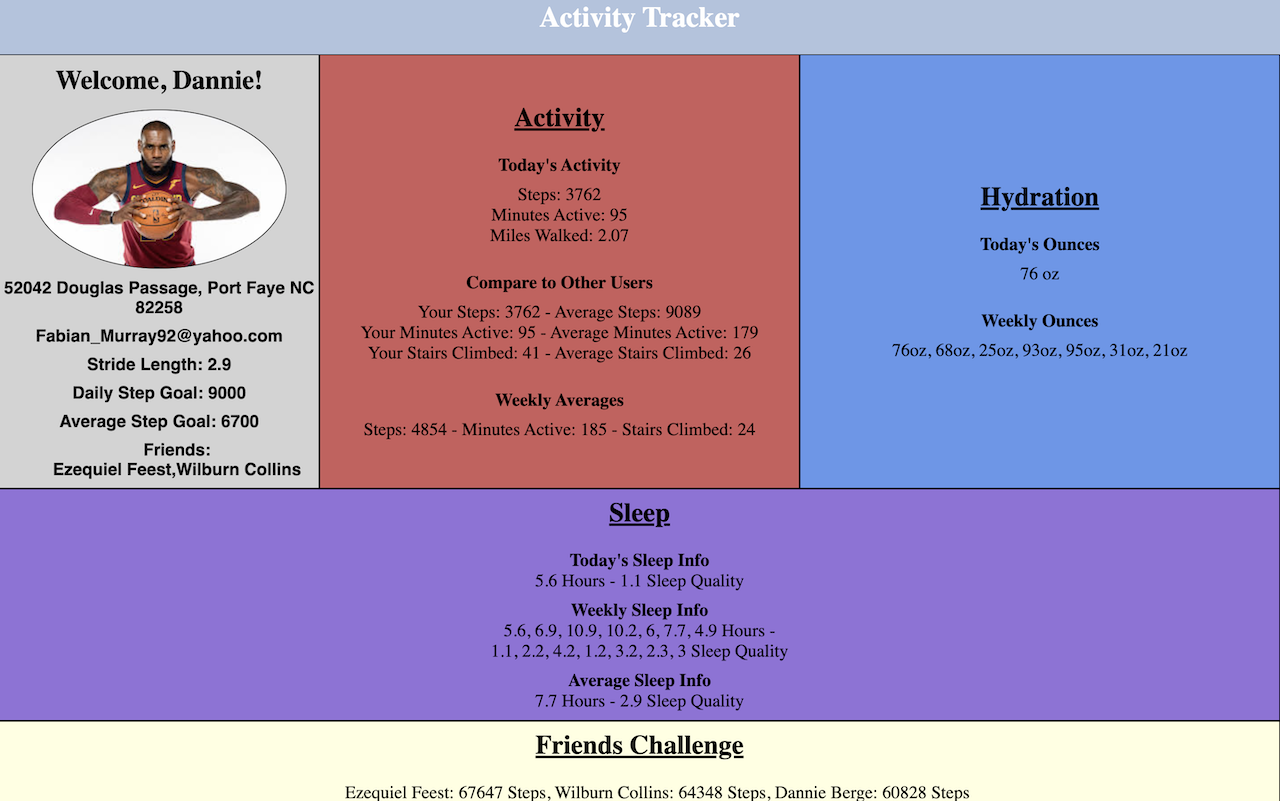 Activity Tracker
Welcome, Dannie!
SPALDING
52042 Douglas Passage, Port Faye NC
82258
Fabian_Murray92@yahoo.com
Stride Length: 2.9
Daily Step Goal: 9000
Average Step Goal: 6700
Friends:
Ezequiel Feest,Wilburn Collins
Activity
Today's Activity
Steps: 3762
Minutes Active: 95
Miles Walked: 2.07
Compare to Other Users
Your Steps: 3762 - Average Steps: 9089
Your Minutes Active: 95 - Average Minutes Active: 179
Your Stairs Climbed: 41 - Average Stairs Climbed: 26
Weekly Averages
Steps: 4854 - Minutes Active: 185 - Stairs Climbed: 24
Hydration
Today's Ounces
76 oz
Weekly Ounces
76oz, 68oz, 25oz, 93oz, 95oz, 31oz, 21oz
Sleep
Today's Sleep Info
5.6 Hours - 1.1 Sleep Quality
Weekly Sleep Info
5.6, 6.9, 10.9, 10.2, 6, 7.7, 4.9 Hours -
1.1, 2.2, 4.2, 1.2, 3.2, 2.3, 3 Sleep Quality
Average Sleep Info
7.7 Hours - 2.9 Sleep Quality
Friends Challenge
Ezequiel Feest: 67647 Steps, Wilburn Collins: 64348 Steps, Dannie Berge: 60828 Steps